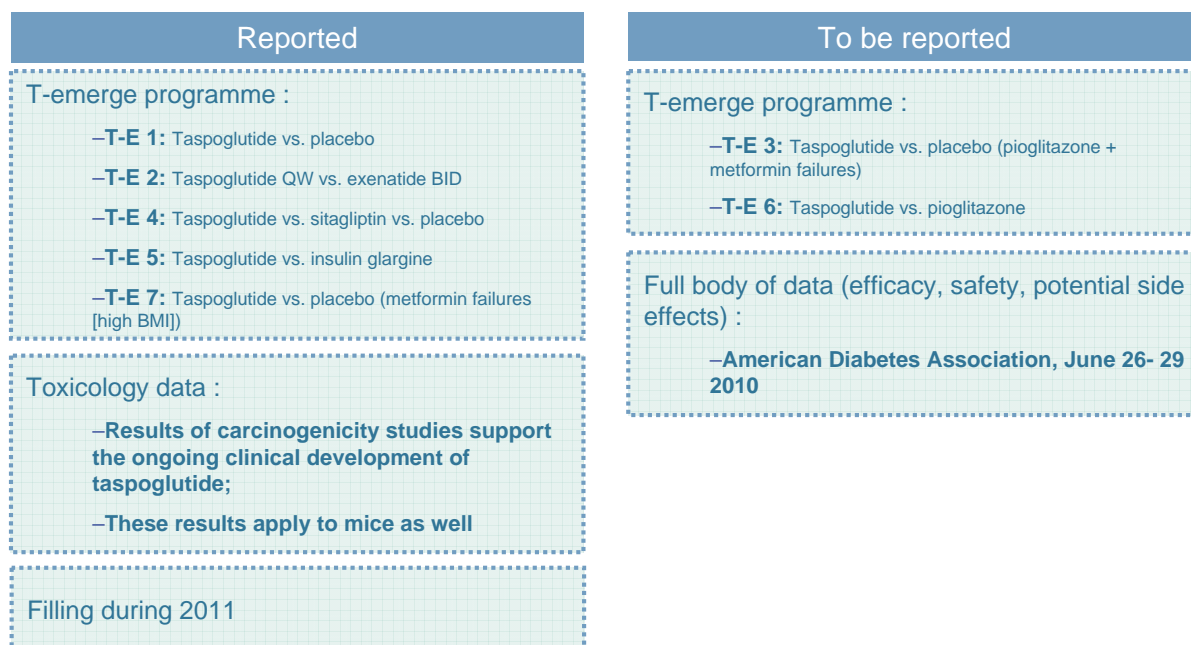 Reported
T-emerge programme :
–T-E 1: Taspoglutide vs. placebo
–T-E 2: Taspoglutide QW vs. exenatide BID
–T-E 4: Taspoglutide vs. sitagliptin vs. placebo
–T-E 5: Taspoglutide vs. insulin glargine
–T-E 7: Taspoglutide vs. placebo (metformin failures
[high BMI])
Toxicology data :
–Results of carcinogenicity studies support
the ongoing clinical development of
taspoglutide;
–These results apply to mice as well
Filling during 2011
To be reported
T-emerge programme :
–T-E 3: Taspoglutide vs. placebo (pioglitazone +
metformin failures)
–T-E 6: Taspoglutide vs. pioglitazone
Full body of data (efficacy, safety, potential side
effects) :
–American Diabetes Association, June 26- 29
2010